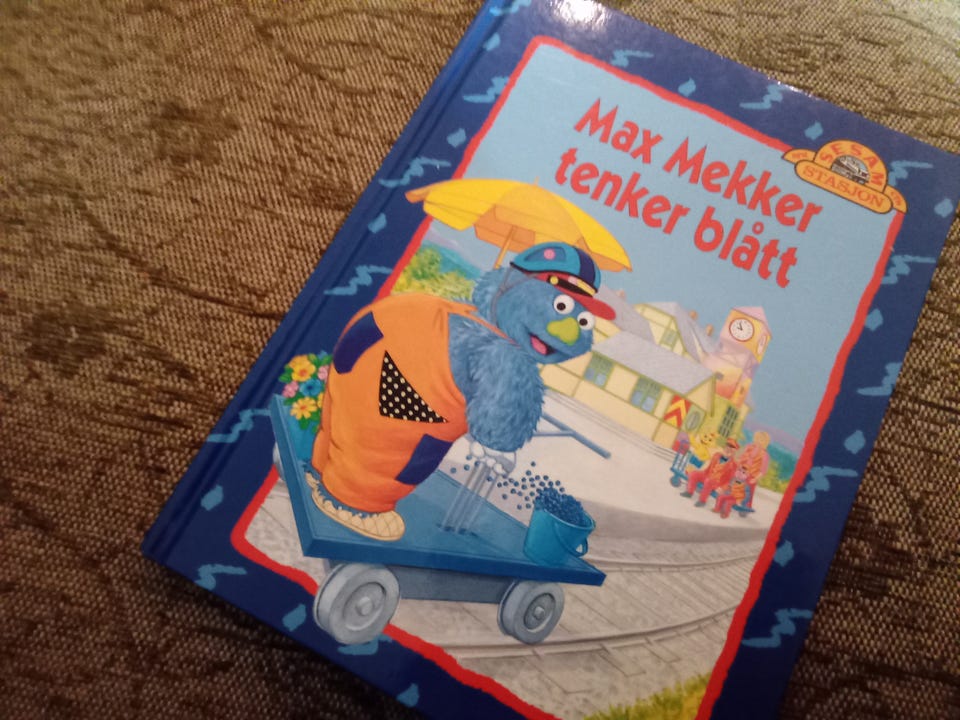 Max Mekker
tenker blått
SESAM
STASJON